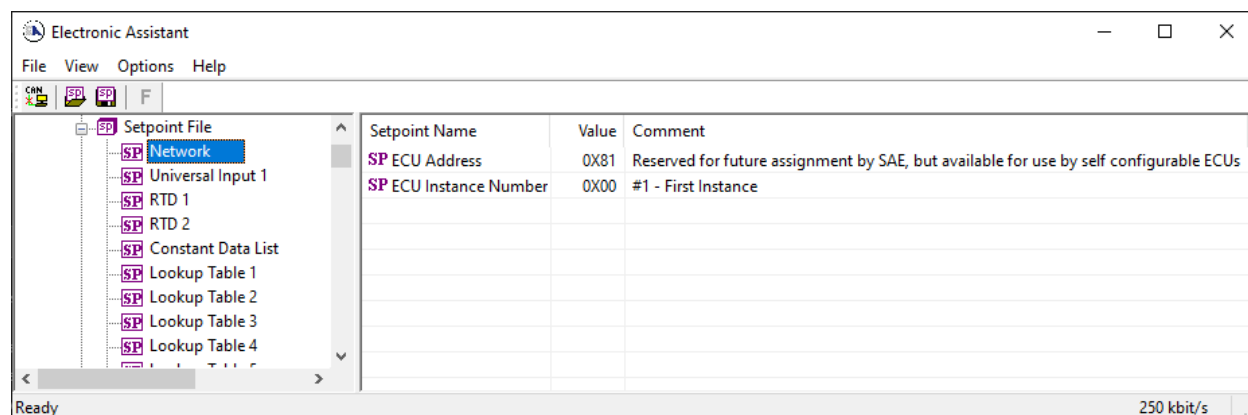 Electronic Assistant
File View Options Help
CAN SP SP F
SP Setpoint File
SP Network
SP Universal Input 1
SP RTD 1
SP RTD 2
SP Constant Data List
SP Lookup Table 1
SP Lookup Table 2
SP Lookup Table 3
SP Lookup Table 4
Setpoint Name Value Comment
SP ECU Address 0X81 Reserved for future assignment by SAE, but available for use by self configurable ECUs
SP ECU Instance Number 0X00 #1 - First Instance
Ready 250 kbit/s